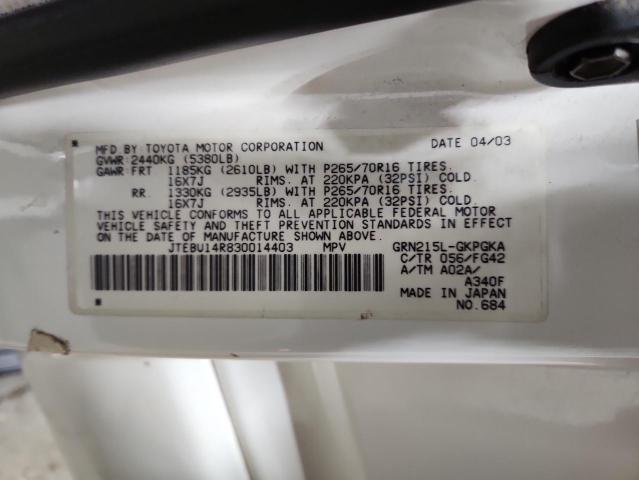 MFD.BY: TOYOTA MOTOR CORPORATION DATE 04/03
GVWR:2440KG (5380LB)
GAWR:FRT 1185KG (2610LB) WITH P265/70R16 TIRES.
16X7J RIMS. AT 220KPA (32PSI) COLD.
RR. 1330KG (2935LB) WITH P265/70R16 TIRES.
16X7J RIMS. AT 220KPA (32PSI) COLD.
THIS VEHICLE CONFORMS TO ALL APPLICABLE FEDERAL MOTOR
VEHICLE SAFETY AND THEFT PREVENTION STANDARDS IN EFFECT
ON THE DATE OF MANUFACTURE SHOWN ABOVE.
JTEBU14R830014403 MPV GRN215L-GKPGKA
C/TR 056/FG42
A/TM A02A/
A340F
MADE IN JAPAN
NO.684